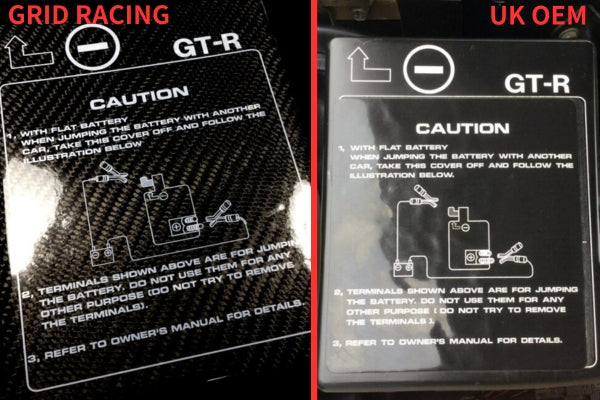 GRID RACING
GT-R
CAUTION
1, WITH FLAT BATTERY
WHEN JUMPING THE BATTERY WITH ANOTHER
CAR, TAKE THIS COVER OFF AND FOLLOW THE
ILLUSTRATION BELOW
2, TERMINALS SHOWN ABOVE ARE FOR JUMPING
THE BATTERY. DO NOT USE THEM FOR ANY
OTHER PURPOSE (DO NOT TRY TO REMOVE
THE TERMINALS).
3, REFER TO OWNER'S MANUAL FOR DETAILS.
UK OEM
GT-R
CAUTION
1, WITH FLAT BATTERY
WHEN JUMPING THE BATTERY WITH ANOTHER
CAR, TAKE THIS COVER OFF AND FOLLOW THE
ILLUSTRATION BELOW.
2, TERMINALS SHOWN ABOVE ARE FOR JUMPING
THE BATTERY. DO NOT USE THEM FOR ANY
OTHER PURPOSE ( DO NOT TRY TO REMOVE
THE TERMINALS ).
3, REFER TO OWNER'S MANUAL FOR DETAILS.